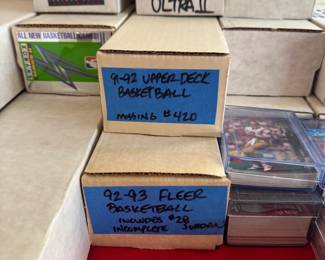 ULTRA II
ALL NEW BASKETBALL CARDS!
91-92 UPPER DECK
BASKETBALL
MISSING #420
92-93 FLEER
BASKETBALL
INCLUDES #28
INCOMPLETE JORDAN